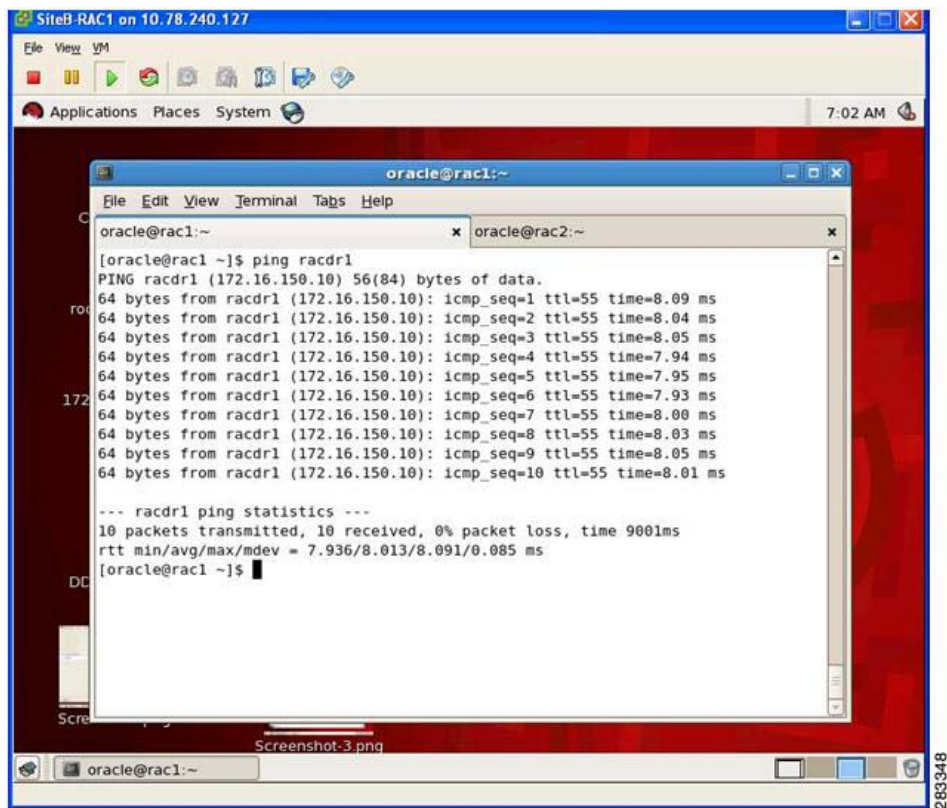 SiteB-RAC1 on 10.78.240.127
File View VM
Applications Places System
7:02 AM
oracle@rac1:~
File Edit View Terminal Tabs Help
oracle@rac1:~
oracle@rac2:~
[oracle@rac1 ~]$ ping racdr1
PING racdr1 (172.16.150.10) 56(84) bytes of data.
64 bytes from racdr1 (172.16.150.10): icmp_seq=1 ttl=55 time=8.09 ms
64 bytes from racdr1 (172.16.150.10): icmp_seq=2 ttl=55 time=8.04 ms
64 bytes from racdr1 (172.16.150.10): icmp_seq=3 ttl=55 time=8.05 ms
64 bytes from racdr1 (172.16.150.10): icmp_seq=4 ttl=55 time=7.94 ms
64 bytes from racdr1 (172.16.150.10): icmp_seq=5 ttl=55 time=7.95 ms
64 bytes from racdr1 (172.16.150.10): icmp_seq=6 ttl=55 time=7.93 ms
64 bytes from racdr1 (172.16.150.10): icmp_seq=7 ttl=55 time=8.00 ms
64 bytes from racdr1 (172.16.150.10): icmp_seq=8 ttl=55 time=8.03 ms
64 bytes from racdr1 (172.16.150.10): icmp_seq=9 ttl=55 time=8.05 ms
64 bytes from racdr1 (172.16.150.10): icmp_seq=10 ttl=55 time=8.01 ms
--- racdr1 ping statistics ---
10 packets transmitted, 10 received, 0% packet loss, time 9001ms
rtt min/avg/max/mdev = 7.936/8.013/8.091/0.085 ms
[oracle@rac1 ~]$
172
DD
Scre
Screenshot-3.png
oracle@rac1:~
283348